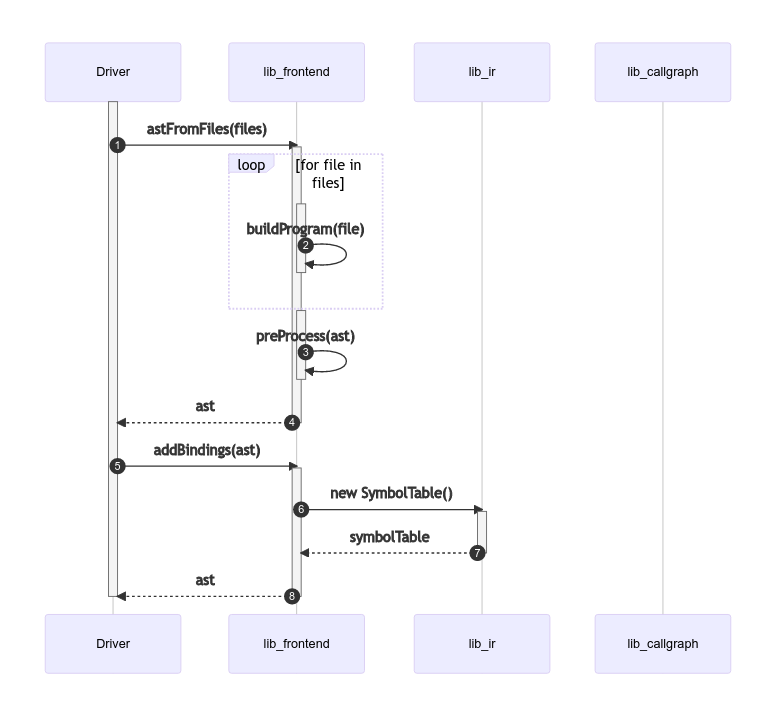 Driver
lib_frontend
lib_ir
lib_callgraph
astFromFiles(files)
1
loop
[for file in
files]
buildProgram(file)
2
preProcess(ast)
3
ast
4
addBindings(ast)
5
new SymbolTable()
6
symbolTable
7
ast
8
Driver
lib_frontend
lib_ir
lib_callgraph